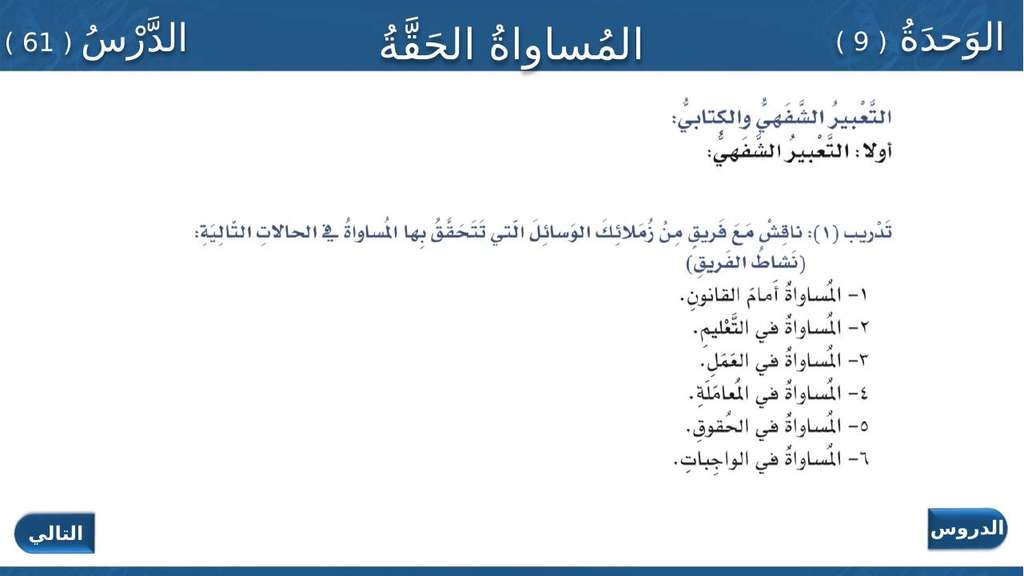 الوَحدَةُ ( 9 )
المُساواةُ الحَقَّةُ
الدَّرْسُ ( 61 )
التَّعْبيرُ الشَّفَهيُّ والكِتابيُّ:
أولا: التَّعْبيرُ الشَّفَهيُّ:
تَدْريب (١): ناقِشْ مَعَ فَريقٍ مِنْ زُمَلائِكَ الوَسائِلَ الّتي تَتَحَقَّقُ بِها المُساواةُ في الحالاتِ التّالِيَةِ:
(نَشاطُ الفَريقِ)
١- المُساواةُ أَمامَ القانونِ.
٢- المُساواةُ في التَّعْليمِ.
٣- المُساواةُ في العَمَلِ.
٤- المُساواةُ في المُعامَلَةِ.
٥- المُساواةُ في الحُقوقِ.
٦- المُساواةُ في الواجِباتِ.
الدروس
التالي